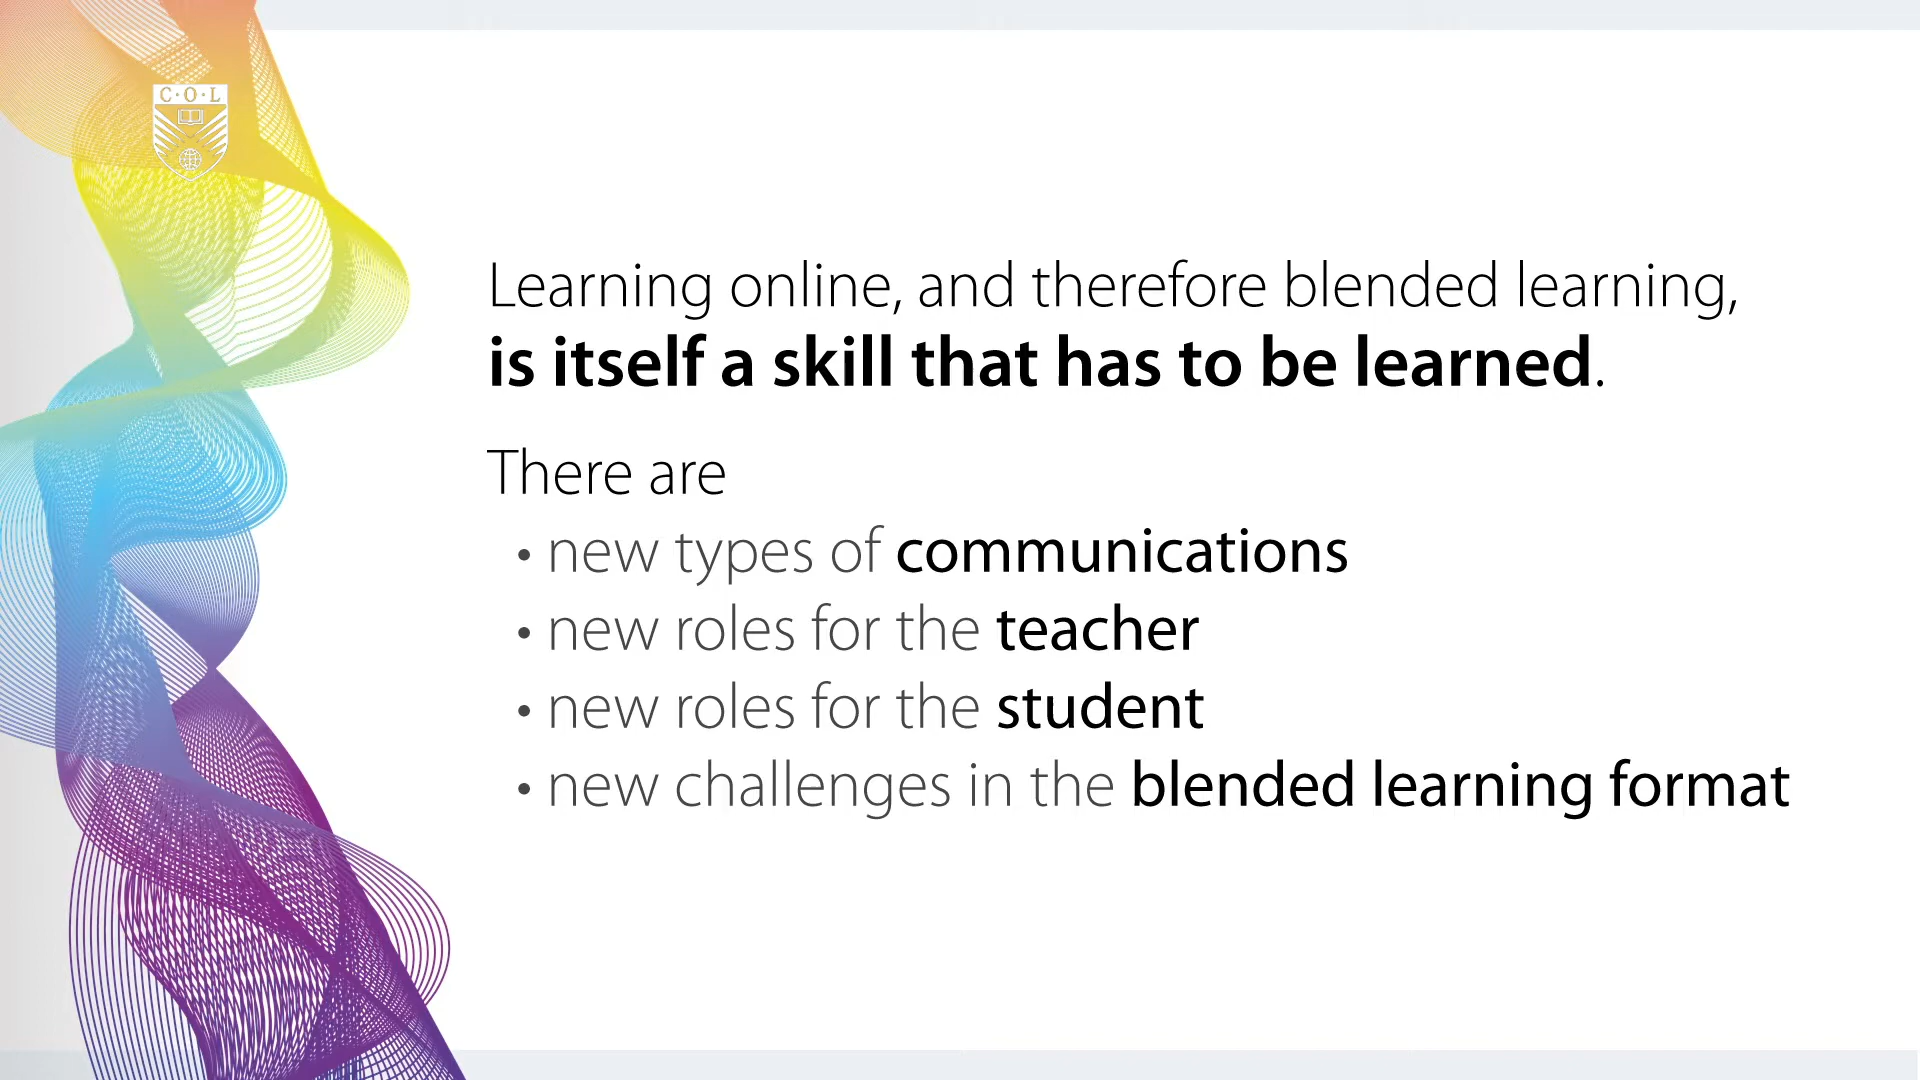 C·O·L
Learning online, and therefore blended learning,
is itself a skill that has to be learned.
There are
• new types of communications
• new roles for the teacher
• new roles for the student
• new challenges in the blended learning format